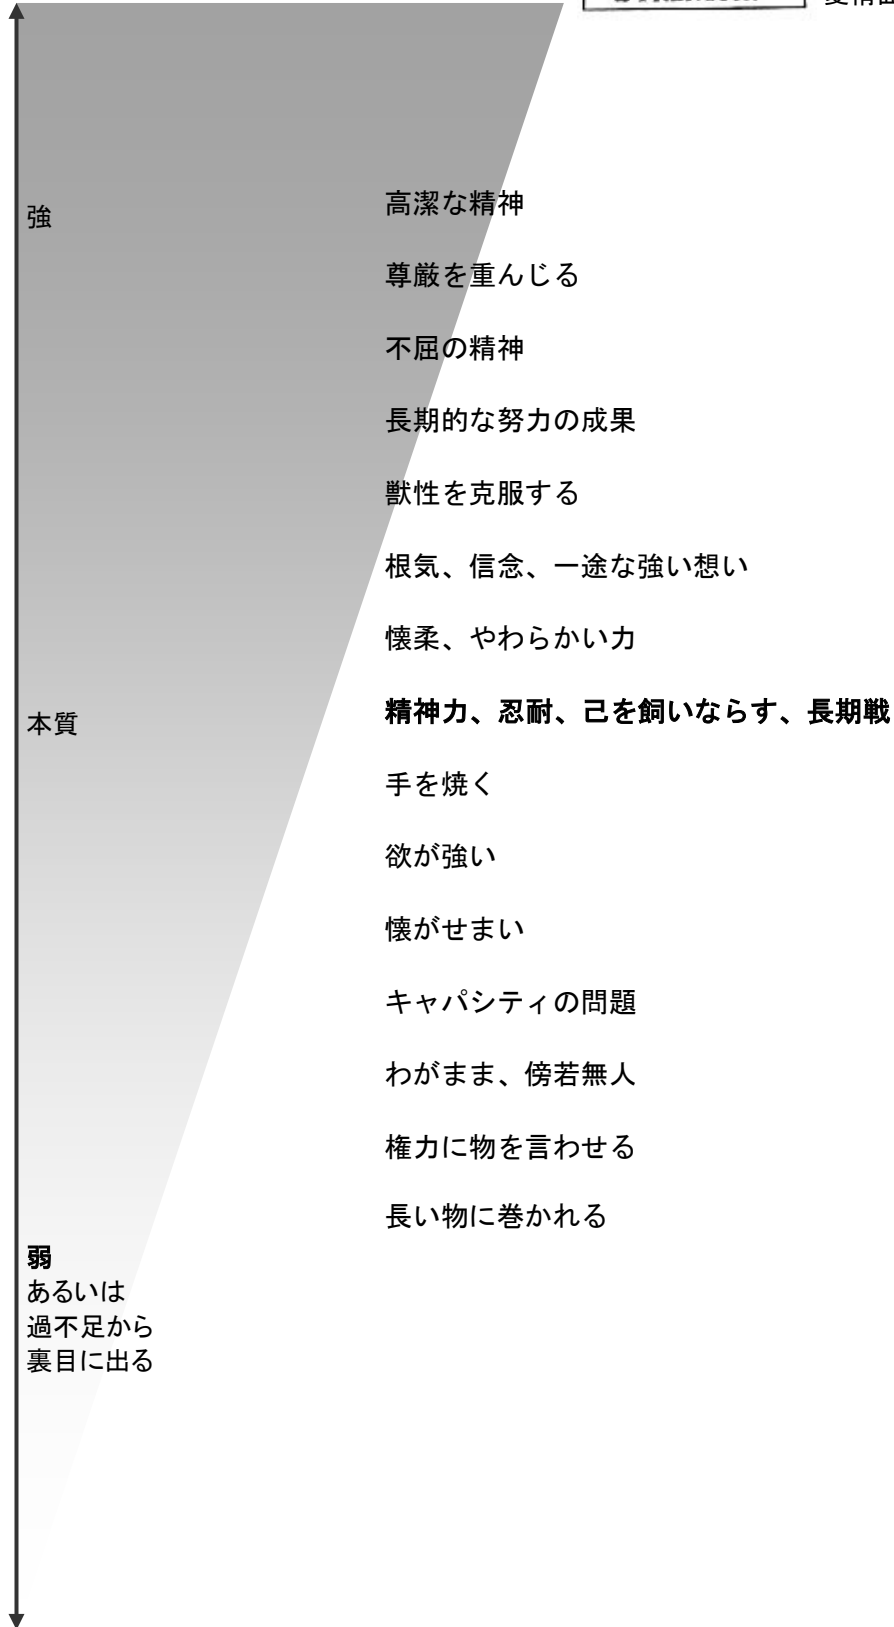 強
高潔な精神
尊厳を重んじる
不屈の精神
長期的な努力の成果
獣性を克服する
根気、信念、一途な強い想い
懐柔、やわらかい力
本質
精神力、忍耐、己を飼いならす、長期戦
手を焼く
欲が強い
懐がせまい
キャパシティの問題
わがまま、傍若無人
権力に物を言わせる
長い物に巻かれる
弱
あるいは
過不足から
裏目に出る